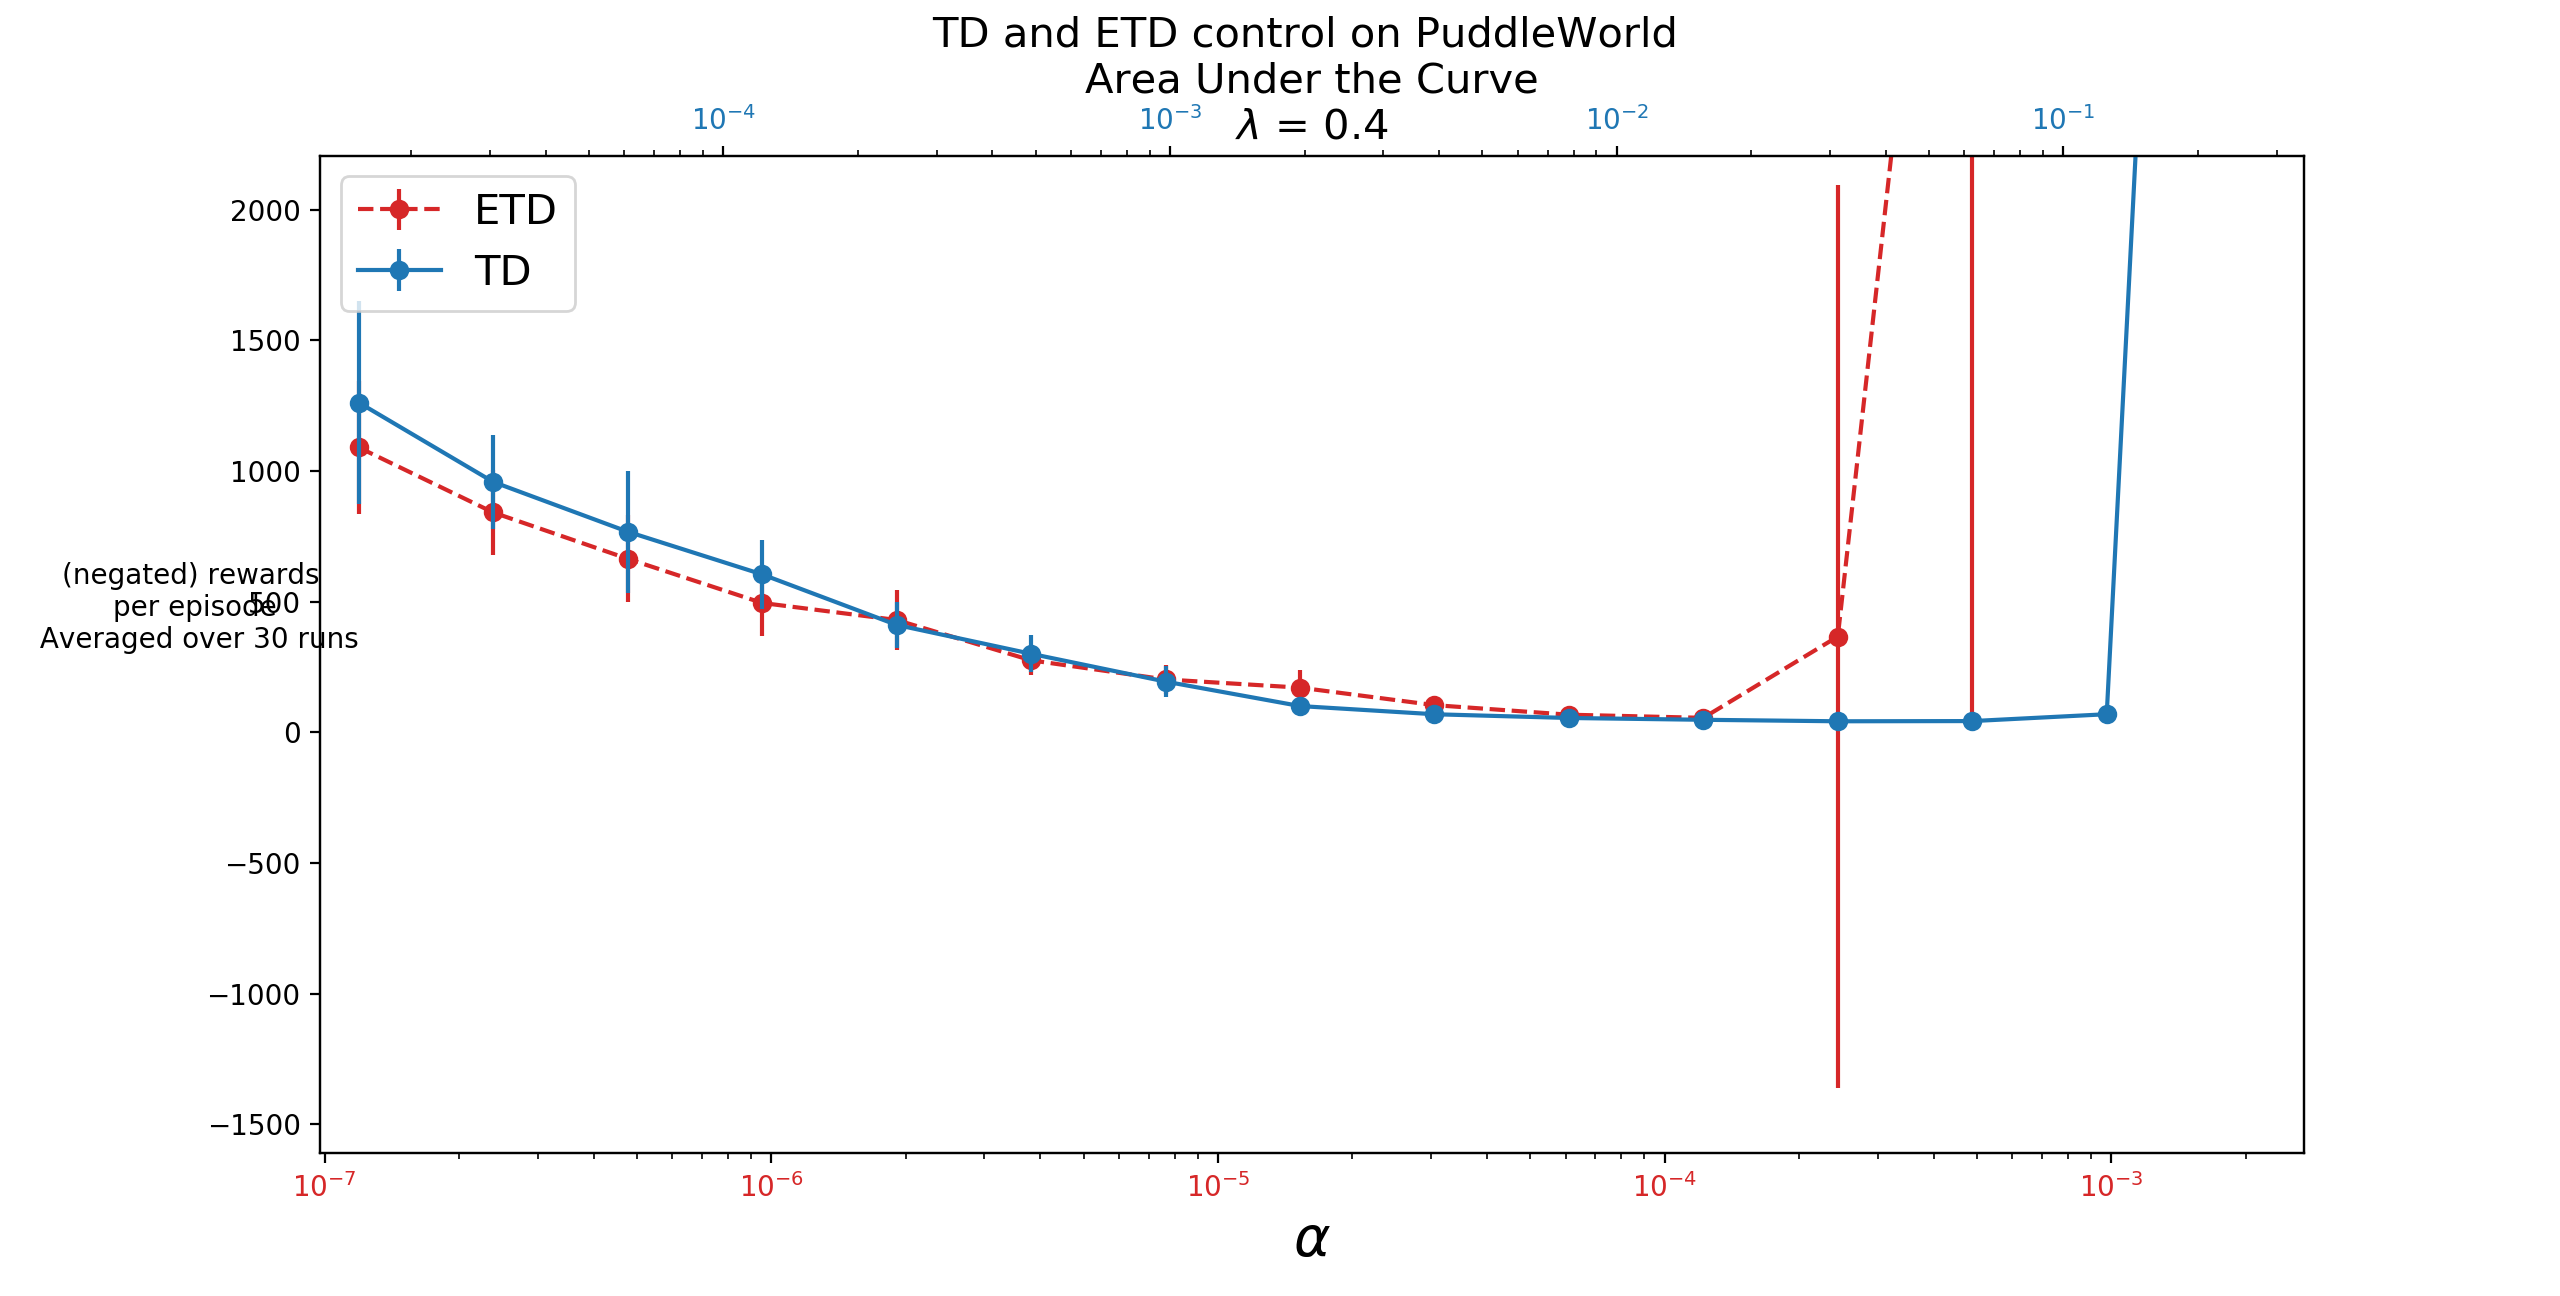 TD and ETD control on PuddleWorld
Area Under the Curve
λ = 0.4
10⁻⁴ 10⁻³ 10⁻² 10⁻¹
ETD
TD
2000
1500
1000
500
0
−500
−1000
−1500
(negated) rewards
per episode
Averaged over 30 runs
10⁻⁷ 10⁻⁶ 10⁻⁵ 10⁻⁴ 10⁻³
α